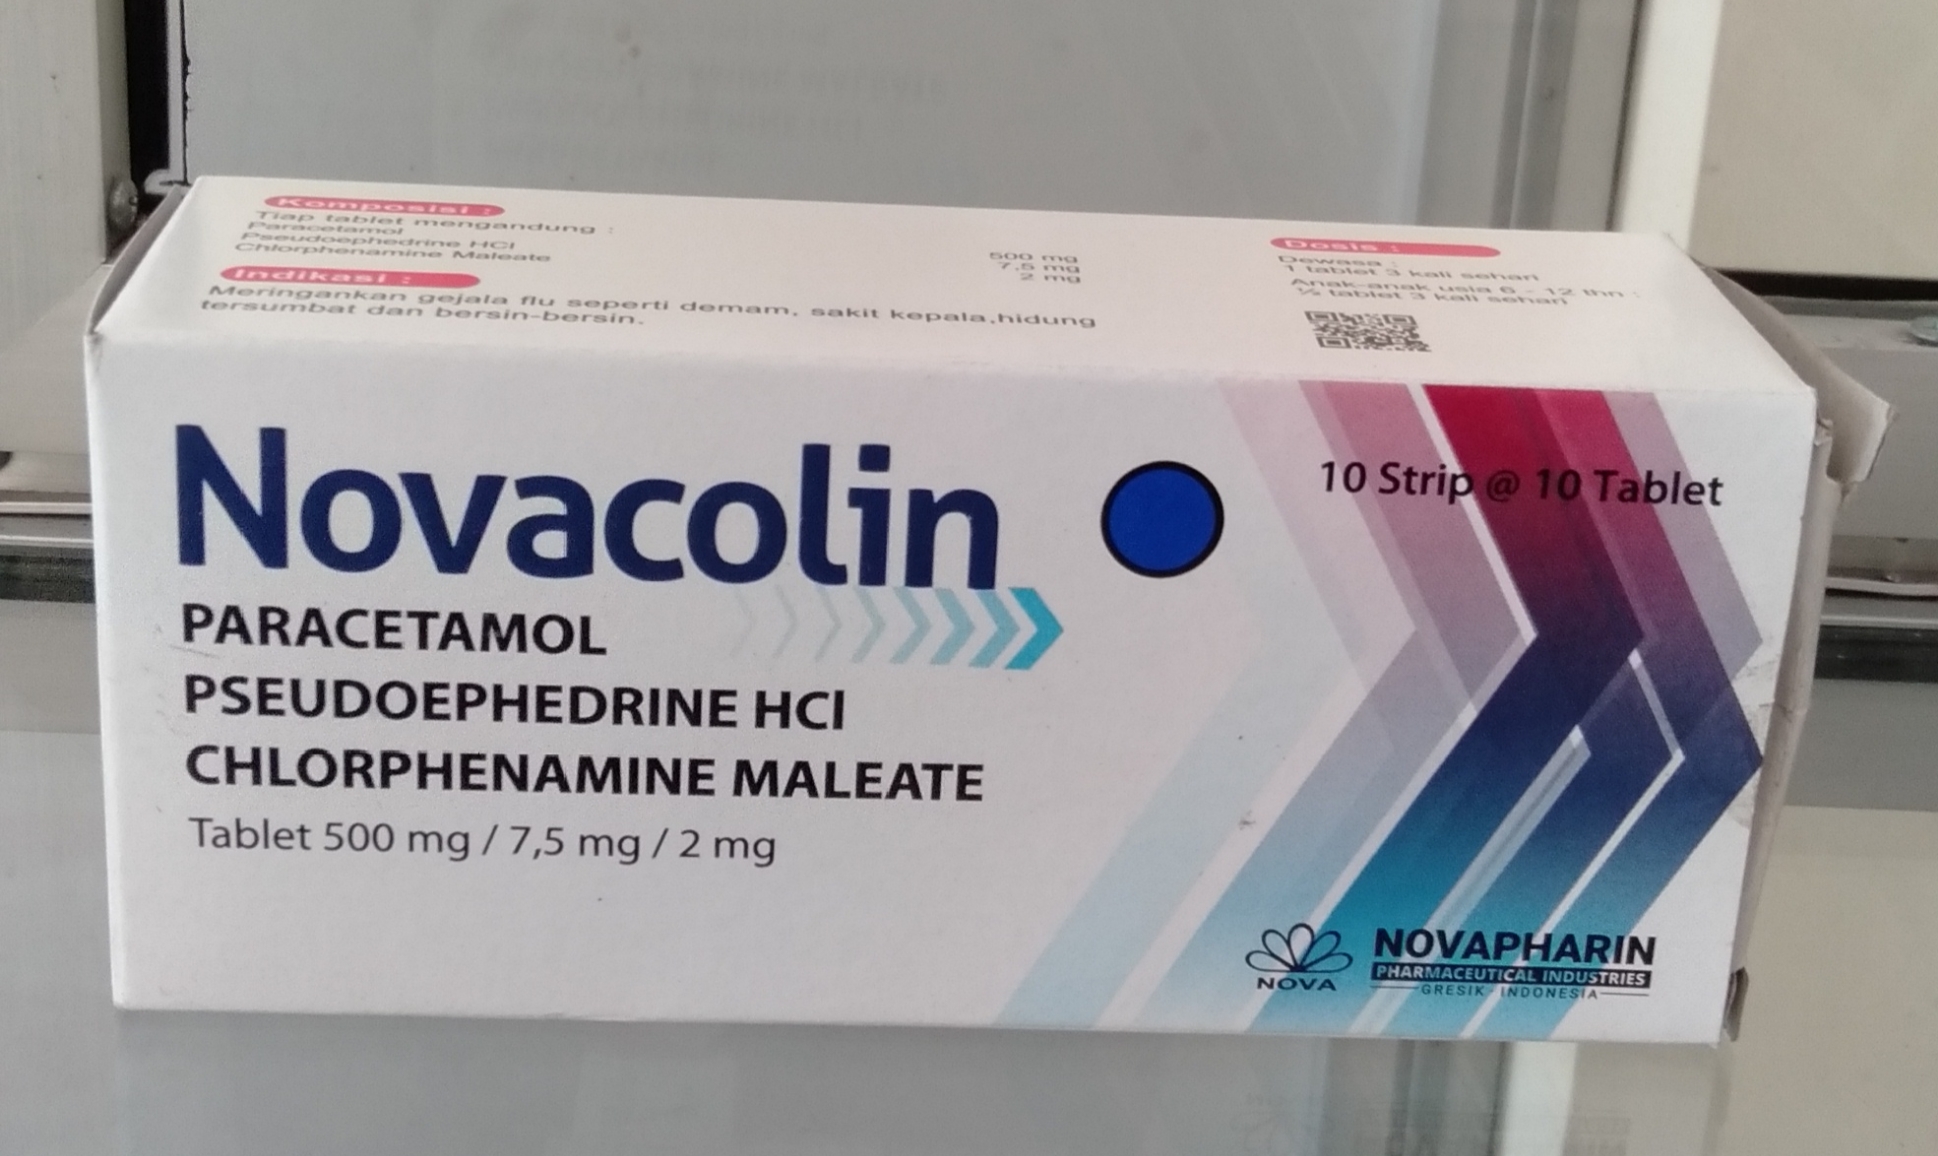 Komposisi :
Tiap tablet mengandung :
Paracetamol 500 mg
Pseudoephedrine HCl 7,5 mg
Chlorphenamine Maleate 2 mg
Indikasi :
Meringankan gejala flu seperti demam, sakit kepala,hidung
tersumbat dan bersin-bersin.
Dosis :
Dewasa :
1 tablet 3 kali sehari
Anak-anak usia 6 - 12 thn :
½ tablet 3 kali sehari
Novacolin
10 Strip @ 10 Tablet
PARACETAMOL
PSEUDOEPHEDRINE HCl
CHLORPHENAMINE MALEATE
Tablet 500 mg / 7,5 mg / 2 mg
NOVA
NOVAPHARIN
PHARMACEUTICAL INDUSTRIES
GRESIK - INDONESIA